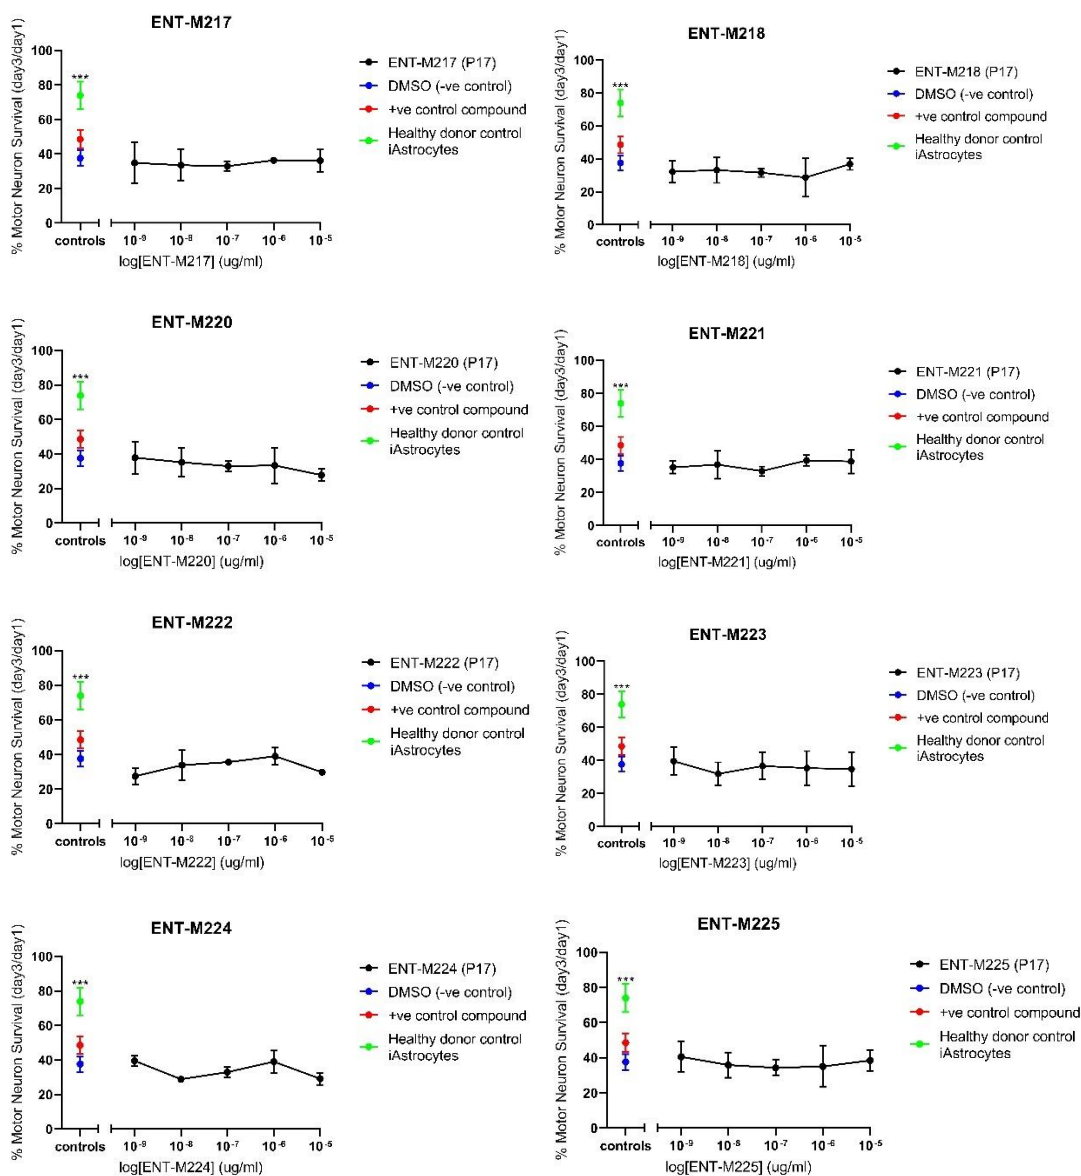 ENT-M217
% Motor Neuron Survival (day3/day1)
100
80
60
40
20
0
***
controls
10⁻⁹ 10⁻⁸ 10⁻⁷ 10⁻⁶ 10⁻⁵
log[ENT-M217] (ug/ml)
ENT-M217 (P17)
DMSO (-ve control)
+ve control compound
Healthy donor control
iAstrocytes
ENT-M218
% Motor Neuron Survival (day3/day1)
100
80
60
40
20
0
***
controls
10⁻⁹ 10⁻⁸ 10⁻⁷ 10⁻⁶ 10⁻⁵
log[ENT-M218] (ug/ml)
ENT-M218 (P17)
DMSO (-ve control)
+ve control compound
Healthy donor control
iAstrocytes
ENT-M220
% Motor Neuron Survival (day3/day1)
100
80
60
40
20
0
***
controls
10⁻⁹ 10⁻⁸ 10⁻⁷ 10⁻⁶ 10⁻⁵
log[ENT-M220] (ug/ml)
ENT-M220 (P17)
DMSO (-ve control)
+ve control compound
Healthy donor control
iAstrocytes
ENT-M221
% Motor Neuron Survival (day3/day1)
100
80
60
40
20
0
***
controls
10⁻⁹ 10⁻⁸ 10⁻⁷ 10⁻⁶ 10⁻⁵
log[ENT-M221] (ug/ml)
ENT-M221 (P17)
DMSO (-ve control)
+ve control compound
Healthy donor control
iAstrocytes
ENT-M222
% Motor Neuron Survival (day3/day1)
100
80
60
40
20
0
***
controls
10⁻⁹ 10⁻⁸ 10⁻⁷ 10⁻⁶ 10⁻⁵
log[ENT-M222] (ug/ml)
ENT-M222 (P17)
DMSO (-ve control)
+ve control compound
Healthy donor control
iAstrocytes
ENT-M223
% Motor Neuron Survival (day3/day1)
100
80
60
40
20
0
***
controls
10⁻⁹ 10⁻⁸ 10⁻⁷ 10⁻⁶ 10⁻⁵
log[ENT-M223] (ug/ml)
ENT-M223 (P17)
DMSO (-ve control)
+ve control compound
Healthy donor control
iAstrocytes
ENT-M224
% Motor Neuron Survival (day3/day1)
100
80
60
40
20
0
***
controls
10⁻⁹ 10⁻⁸ 10⁻⁷ 10⁻⁶ 10⁻⁵
log[ENT-M224] (ug/ml)
ENT-M224 (P17)
DMSO (-ve control)
+ve control compound
Healthy donor control
iAstrocytes
ENT-M225
% Motor Neuron Survival (day3/day1)
100
80
60
40
20
0
***
controls
10⁻⁹ 10⁻⁸ 10⁻⁷ 10⁻⁶ 10⁻⁵
log[ENT-M225] (ug/ml)
ENT-M225 (P17)
DMSO (-ve control)
+ve control compound
Healthy donor control
iAstrocytes